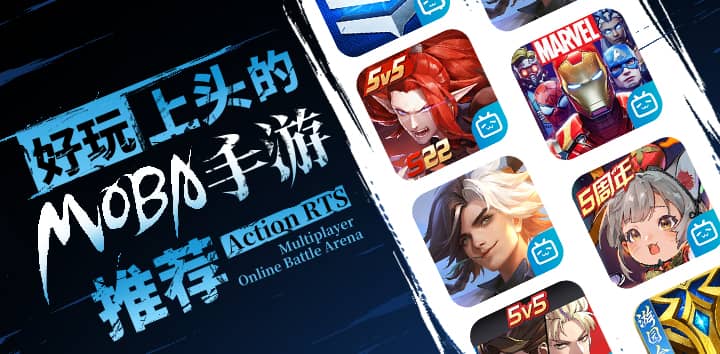 好玩上头的
MOBA手游
推荐
Action RTS
Multiplayer
Online Battle Arena
5v5
S22
MARVEL
5周年
5v5